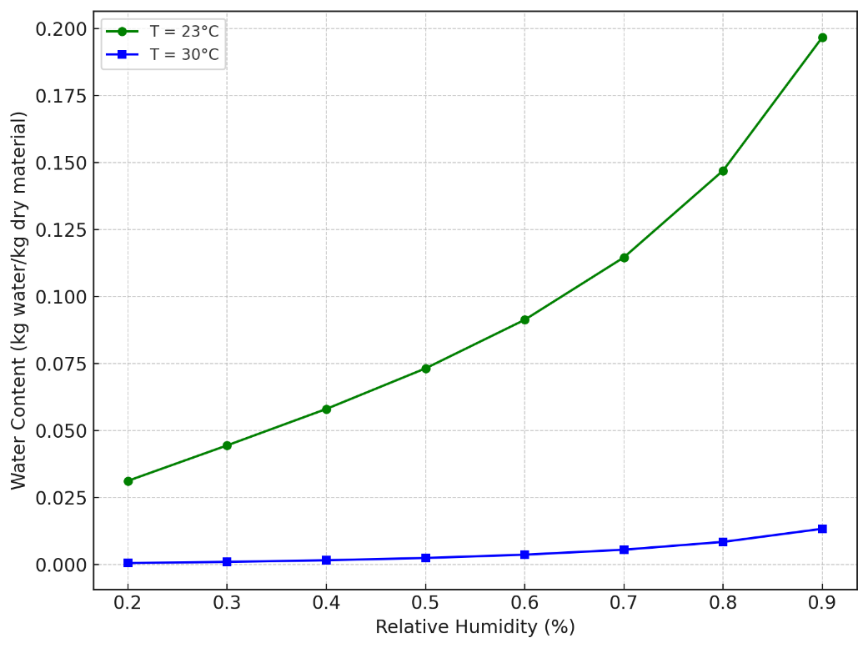 T = 23°C
T = 30°C
0.200
0.175
0.150
0.125
0.100
0.075
0.050
0.025
0.000
Water Content (kg water/kg dry material)
0.2 0.3 0.4 0.5 0.6 0.7 0.8 0.9
Relative Humidity (%)